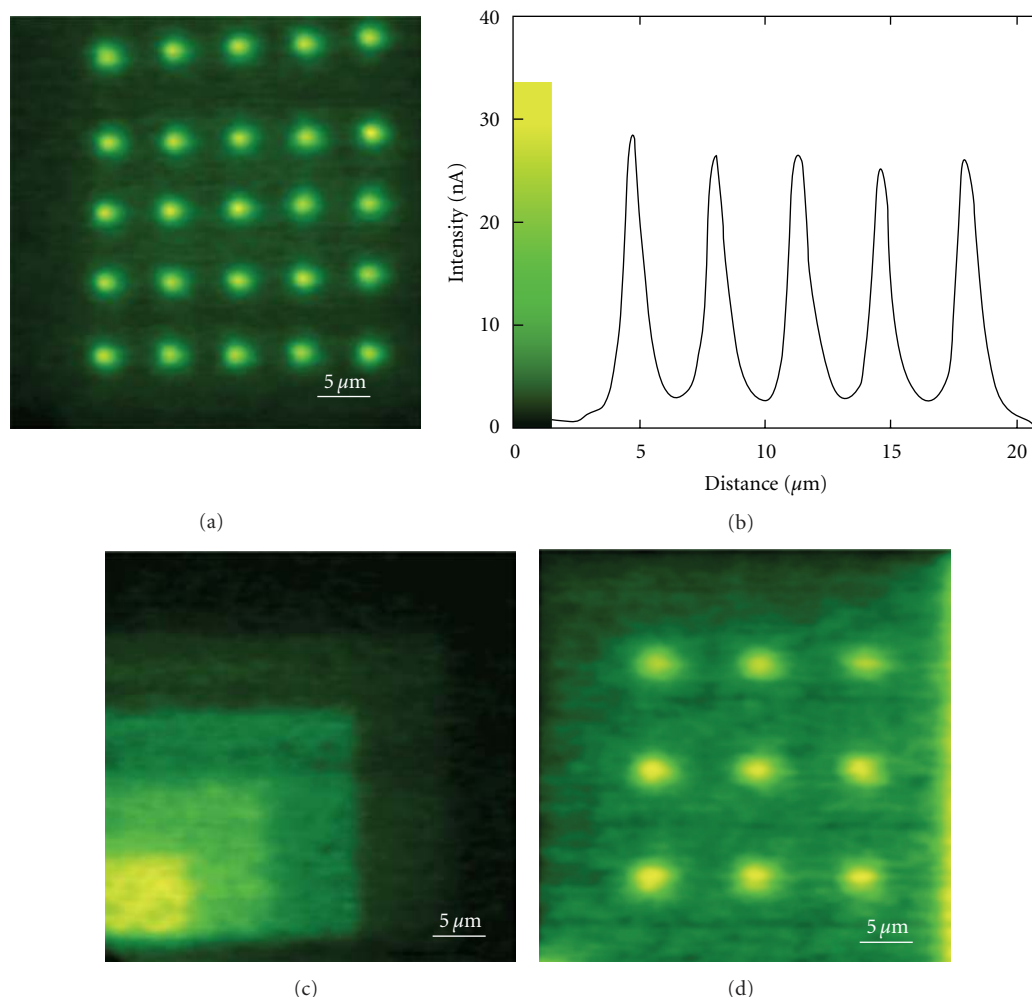 5 μm
(a)
40
30
20
10
0
Intensity (nA)
0
5
10
15
20
Distance (μm)
(b)
5 μm
(c)
5 μm
(d)